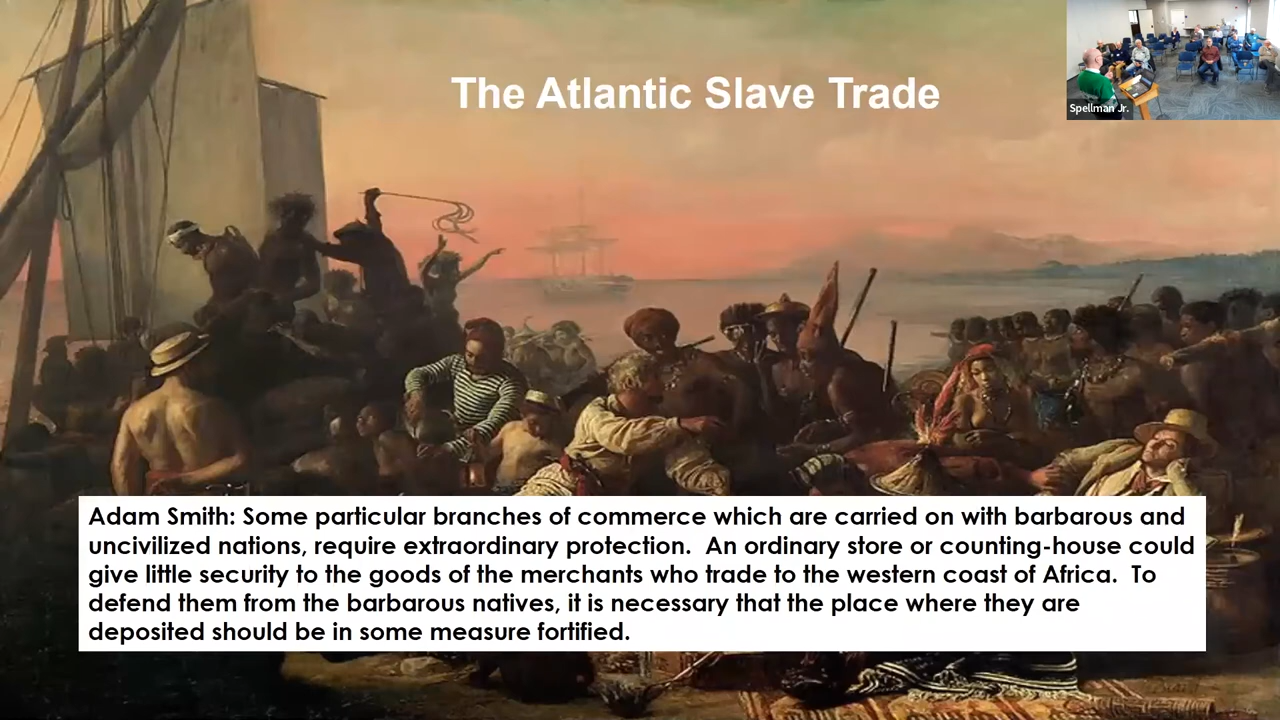 The Atlantic Slave Trade
Spellman Jr.
Adam Smith: Some particular branches of commerce which are carried on with barbarous and
uncivilized nations, require extraordinary protection.  An ordinary store or counting-house could
give little security to the goods of the merchants who trade to the western coast of Africa.  To
defend them from the barbarous natives, it is necessary that the place where they are
deposited should be in some measure fortified.